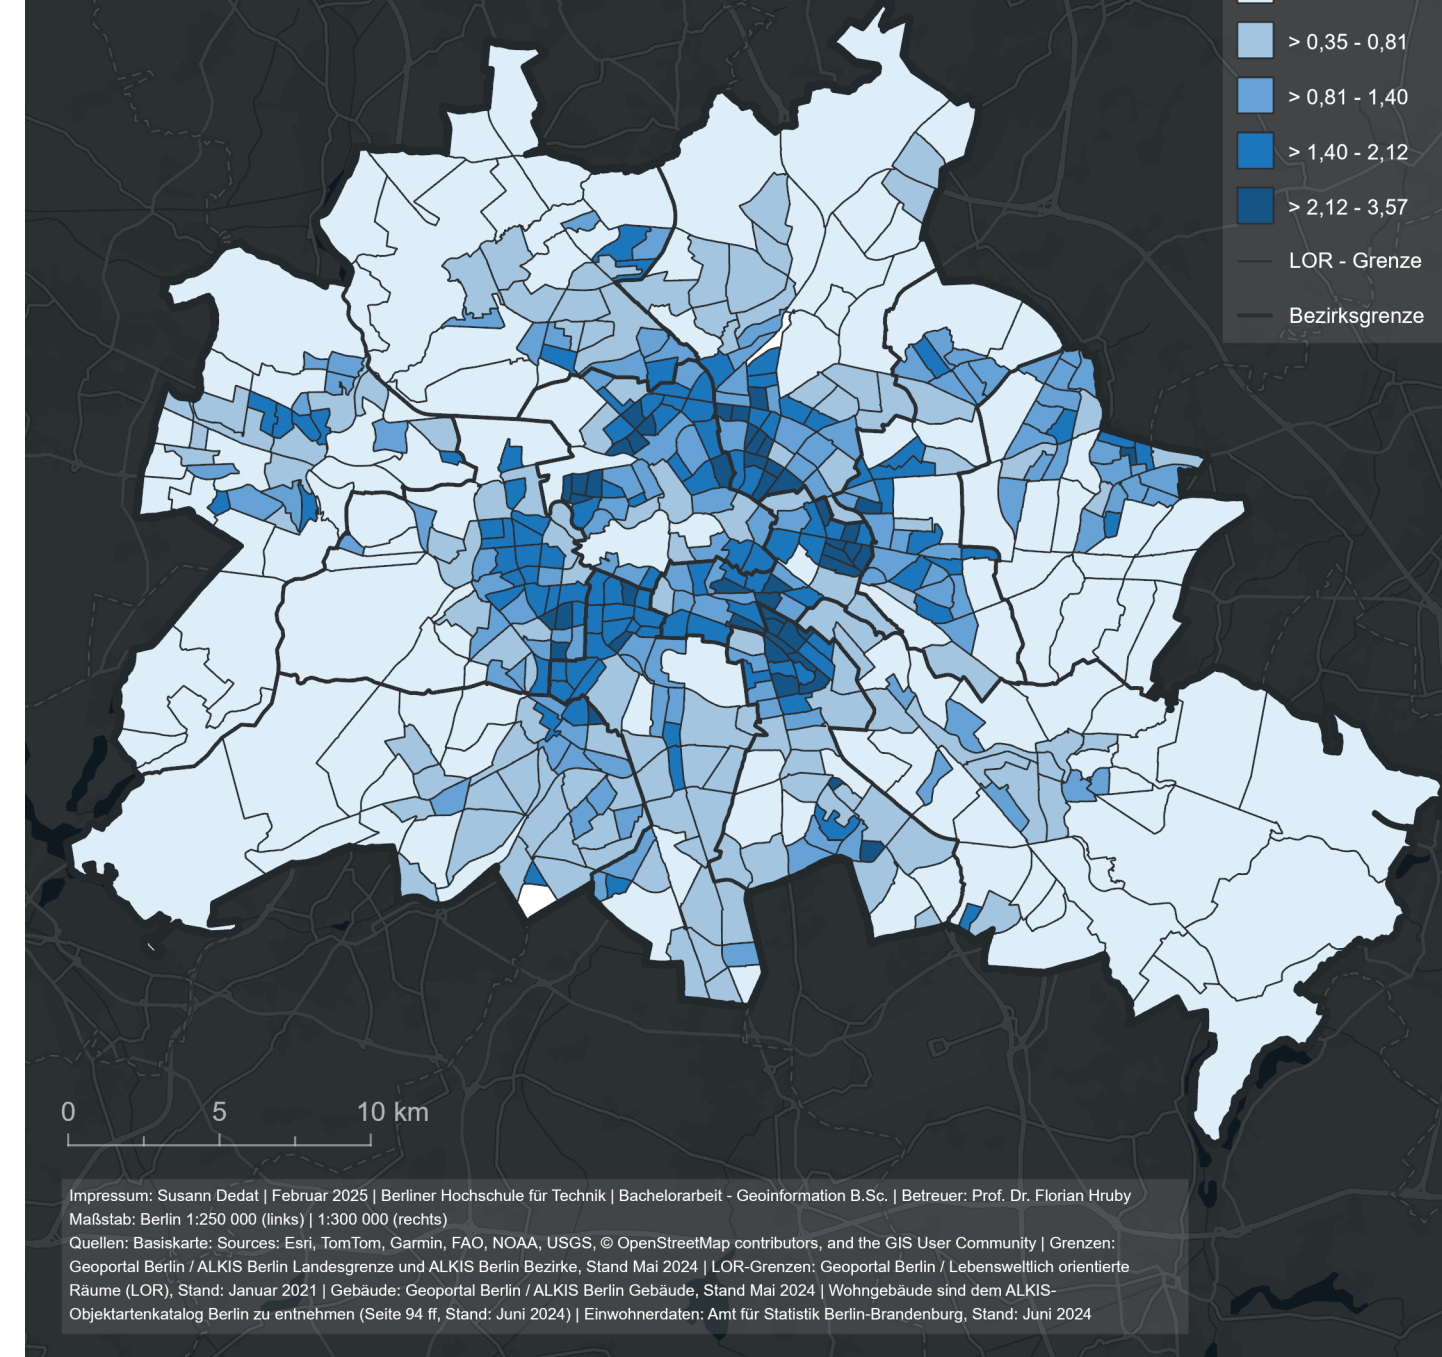 > 0,35 - 0,81
> 0,81 - 1,40
> 1,40 - 2,12
> 2,12 - 3,57
LOR - Grenze
Bezirksgrenze
0 5 10 km
Impressum: Susann Dedat | Februar 2025 | Berliner Hochschule für Technik | Bachelorarbeit - Geoinformation B.Sc. | Betreuer: Prof. Dr. Florian Hruby
Maßstab: Berlin 1:250 000 (links) | 1:300 000 (rechts)
Quellen: Basiskarte: Sources: Esri, TomTom, Garmin, FAO, NOAA, USGS, © OpenStreetMap contributors, and the GIS User Community | Grenzen:
Geoportal Berlin / ALKIS Berlin Landesgrenze und ALKIS Berlin Bezirke, Stand Mai 2024 | LOR-Grenzen: Geoportal Berlin / Lebensweltlich orientierte
Räume (LOR), Stand: Januar 2021 | Gebäude: Geoportal Berlin / ALKIS Berlin Gebäude, Stand Mai 2024 | Wohngebäude sind dem ALKIS-
Objektartenkatalog Berlin zu entnehmen (Seite 94 ff, Stand: Juni 2024) | Einwohnerdaten: Amt für Statistik Berlin-Brandenburg, Stand: Juni 2024